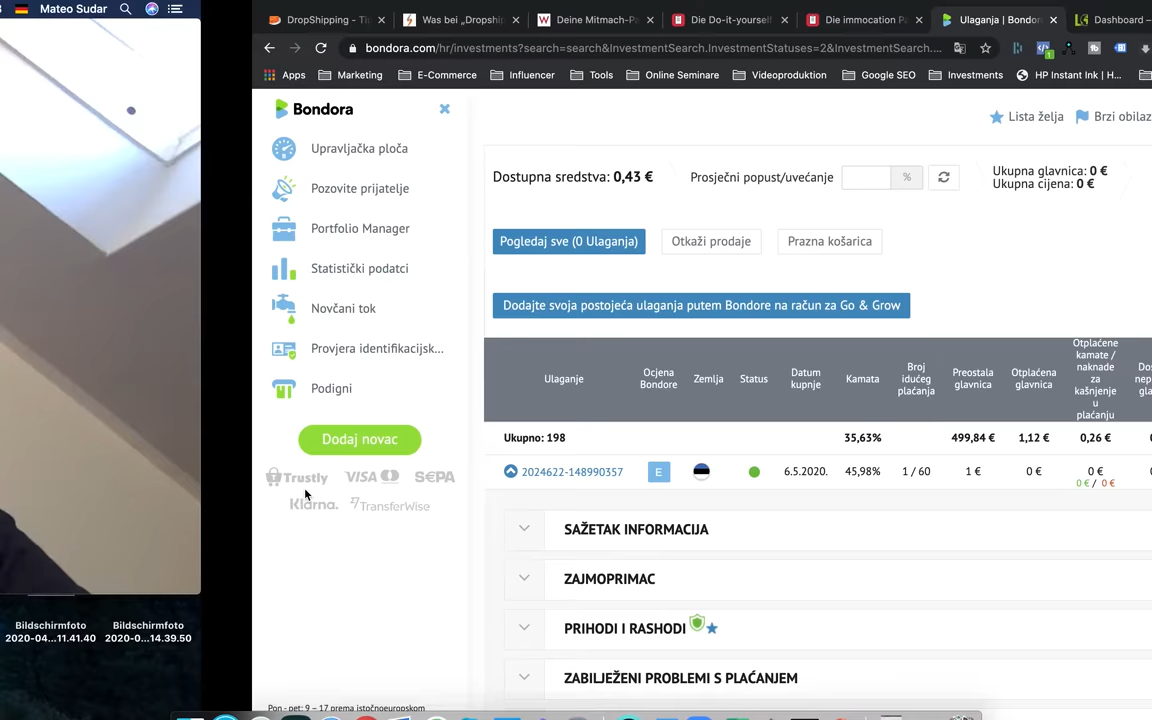 Mateo Sudar
DropShipping - Ti
Was bei „Dropship
Deine Mitmach-Pa
Die Do-it-yourself
Die immocation Pa
Ulaganja | Bondora
Dashboard –
bondora.com/hr/investments?search=search&InvestmentSearch.InvestmentStatuses=2&InvestmentSearch....
Apps
Marketing
E-Commerce
Influencer
Tools
Online Seminare
Videoproduktion
Google SEO
Investments
HP Instant Ink | H...
Bondora
Lista želja
Brzi obilaz
Upravljačka ploča
Pozovite prijatelje
Portfolio Manager
Statistički podatci
Novčani tok
Provjera identifikacijsk...
Podigni
Dodaj novac
Trustly
VISA
SEPA
Klarna.
TransferWise
Pon - pet: 9 – 17 prema istočnoeuropskom
Dostupna sredstva: 0,43 €
Prosječni popust/uvećanje
%
Ukupna glavnica: 0 €
Ukupna cijena: 0 €
Pogledaj sve (0 Ulaganja)
Otkaži prodaje
Prazna košarica
Dodajte svoja postojeća ulaganja putem Bondore na račun za Go & Grow
Ulaganje
Ocjena Bondore
Zemlja
Status
Datum kupnje
Kamata
Broj idućeg plaćanja
Preostala glavnica
Otplaćena glavnica
Otplaćene kamate / naknade za kašnjenje u plaćanju
Ukupno: 198
35,63%
499,84 €
1,12 €
0,26 €
2024622-148990357
E
6.5.2020.
45,98%
1 / 60
1 €
0 €
0 €
0 € / 0 €
SAŽETAK INFORMACIJA
ZAJMOPRIMAC
PRIHODI I RASHODI
ZABILJEŽENI PROBLEMI S PLAĆANJEM
Bildschirmfoto
2020-04...11.41.40
Bildschirmfoto
2020-0...14.39.50